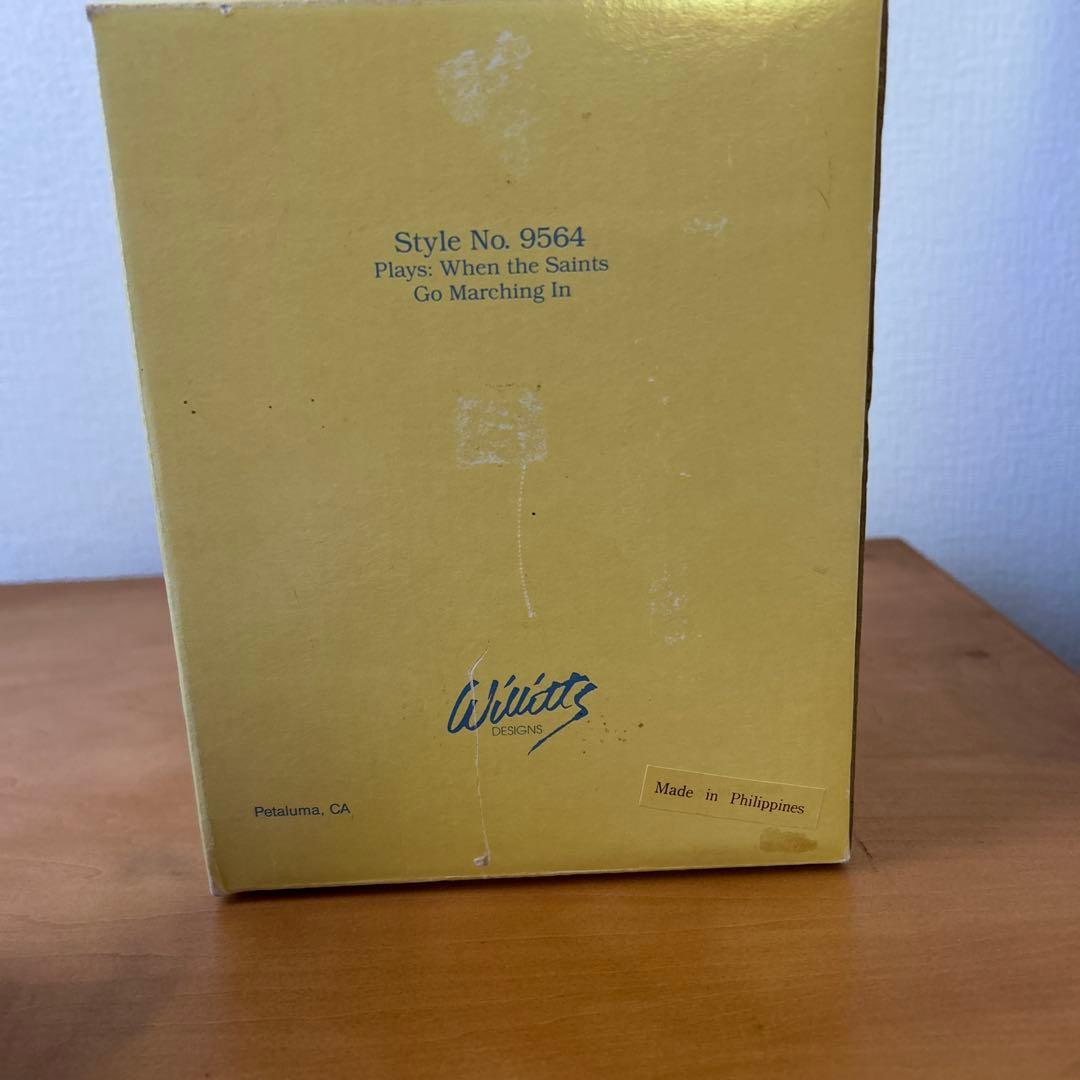 Style No. 9564
Plays: When the Saints
Go Marching In
Willitts
DESIGNS
Petaluma, CA
Made in Philippines